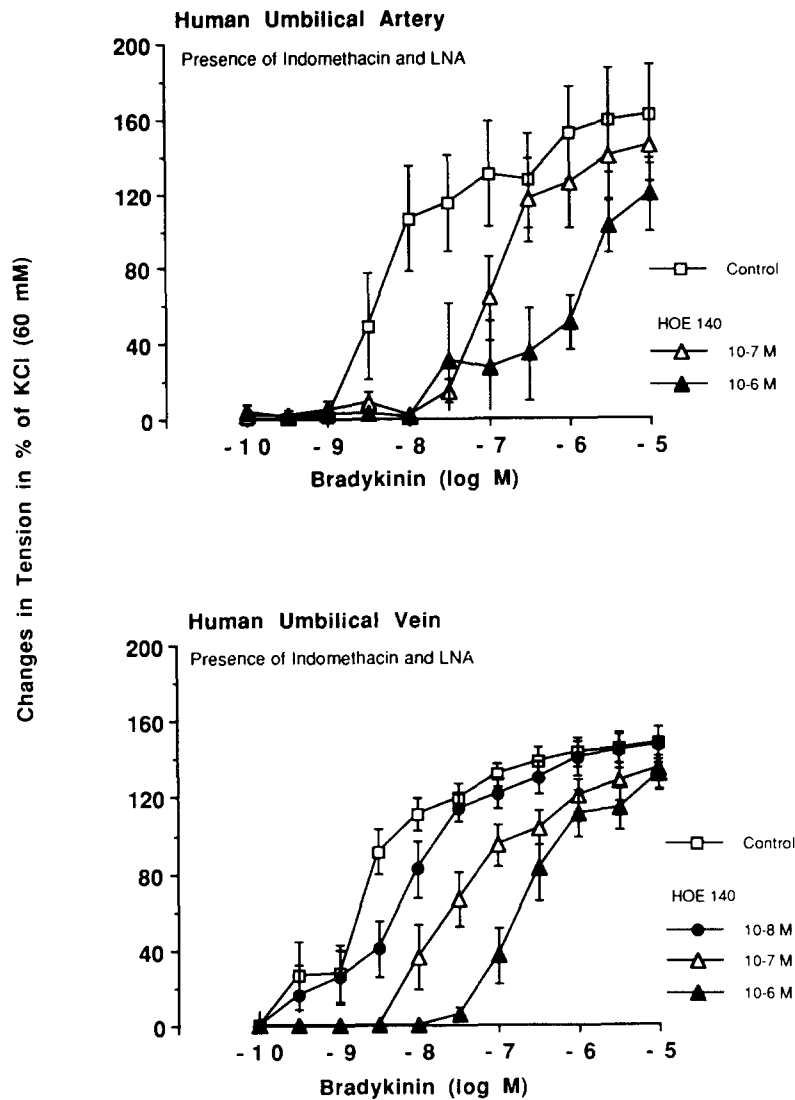 Human Umbilical Artery
Presence of Indomethacin and LNA
200
160
120
80
40
0
-10 -9 -8 -7 -6 -5
Bradykinin (log M)
Control
HOE 140
10-7 M
10-6 M
Changes in Tension in % of KCl (60 mM)
Human Umbilical Vein
Presence of Indomethacin and LNA
200
160
120
80
40
0
-10 -9 -8 -7 -6 -5
Bradykinin (log M)
Control
HOE 140
10-8 M
10-7 M
10-6 M